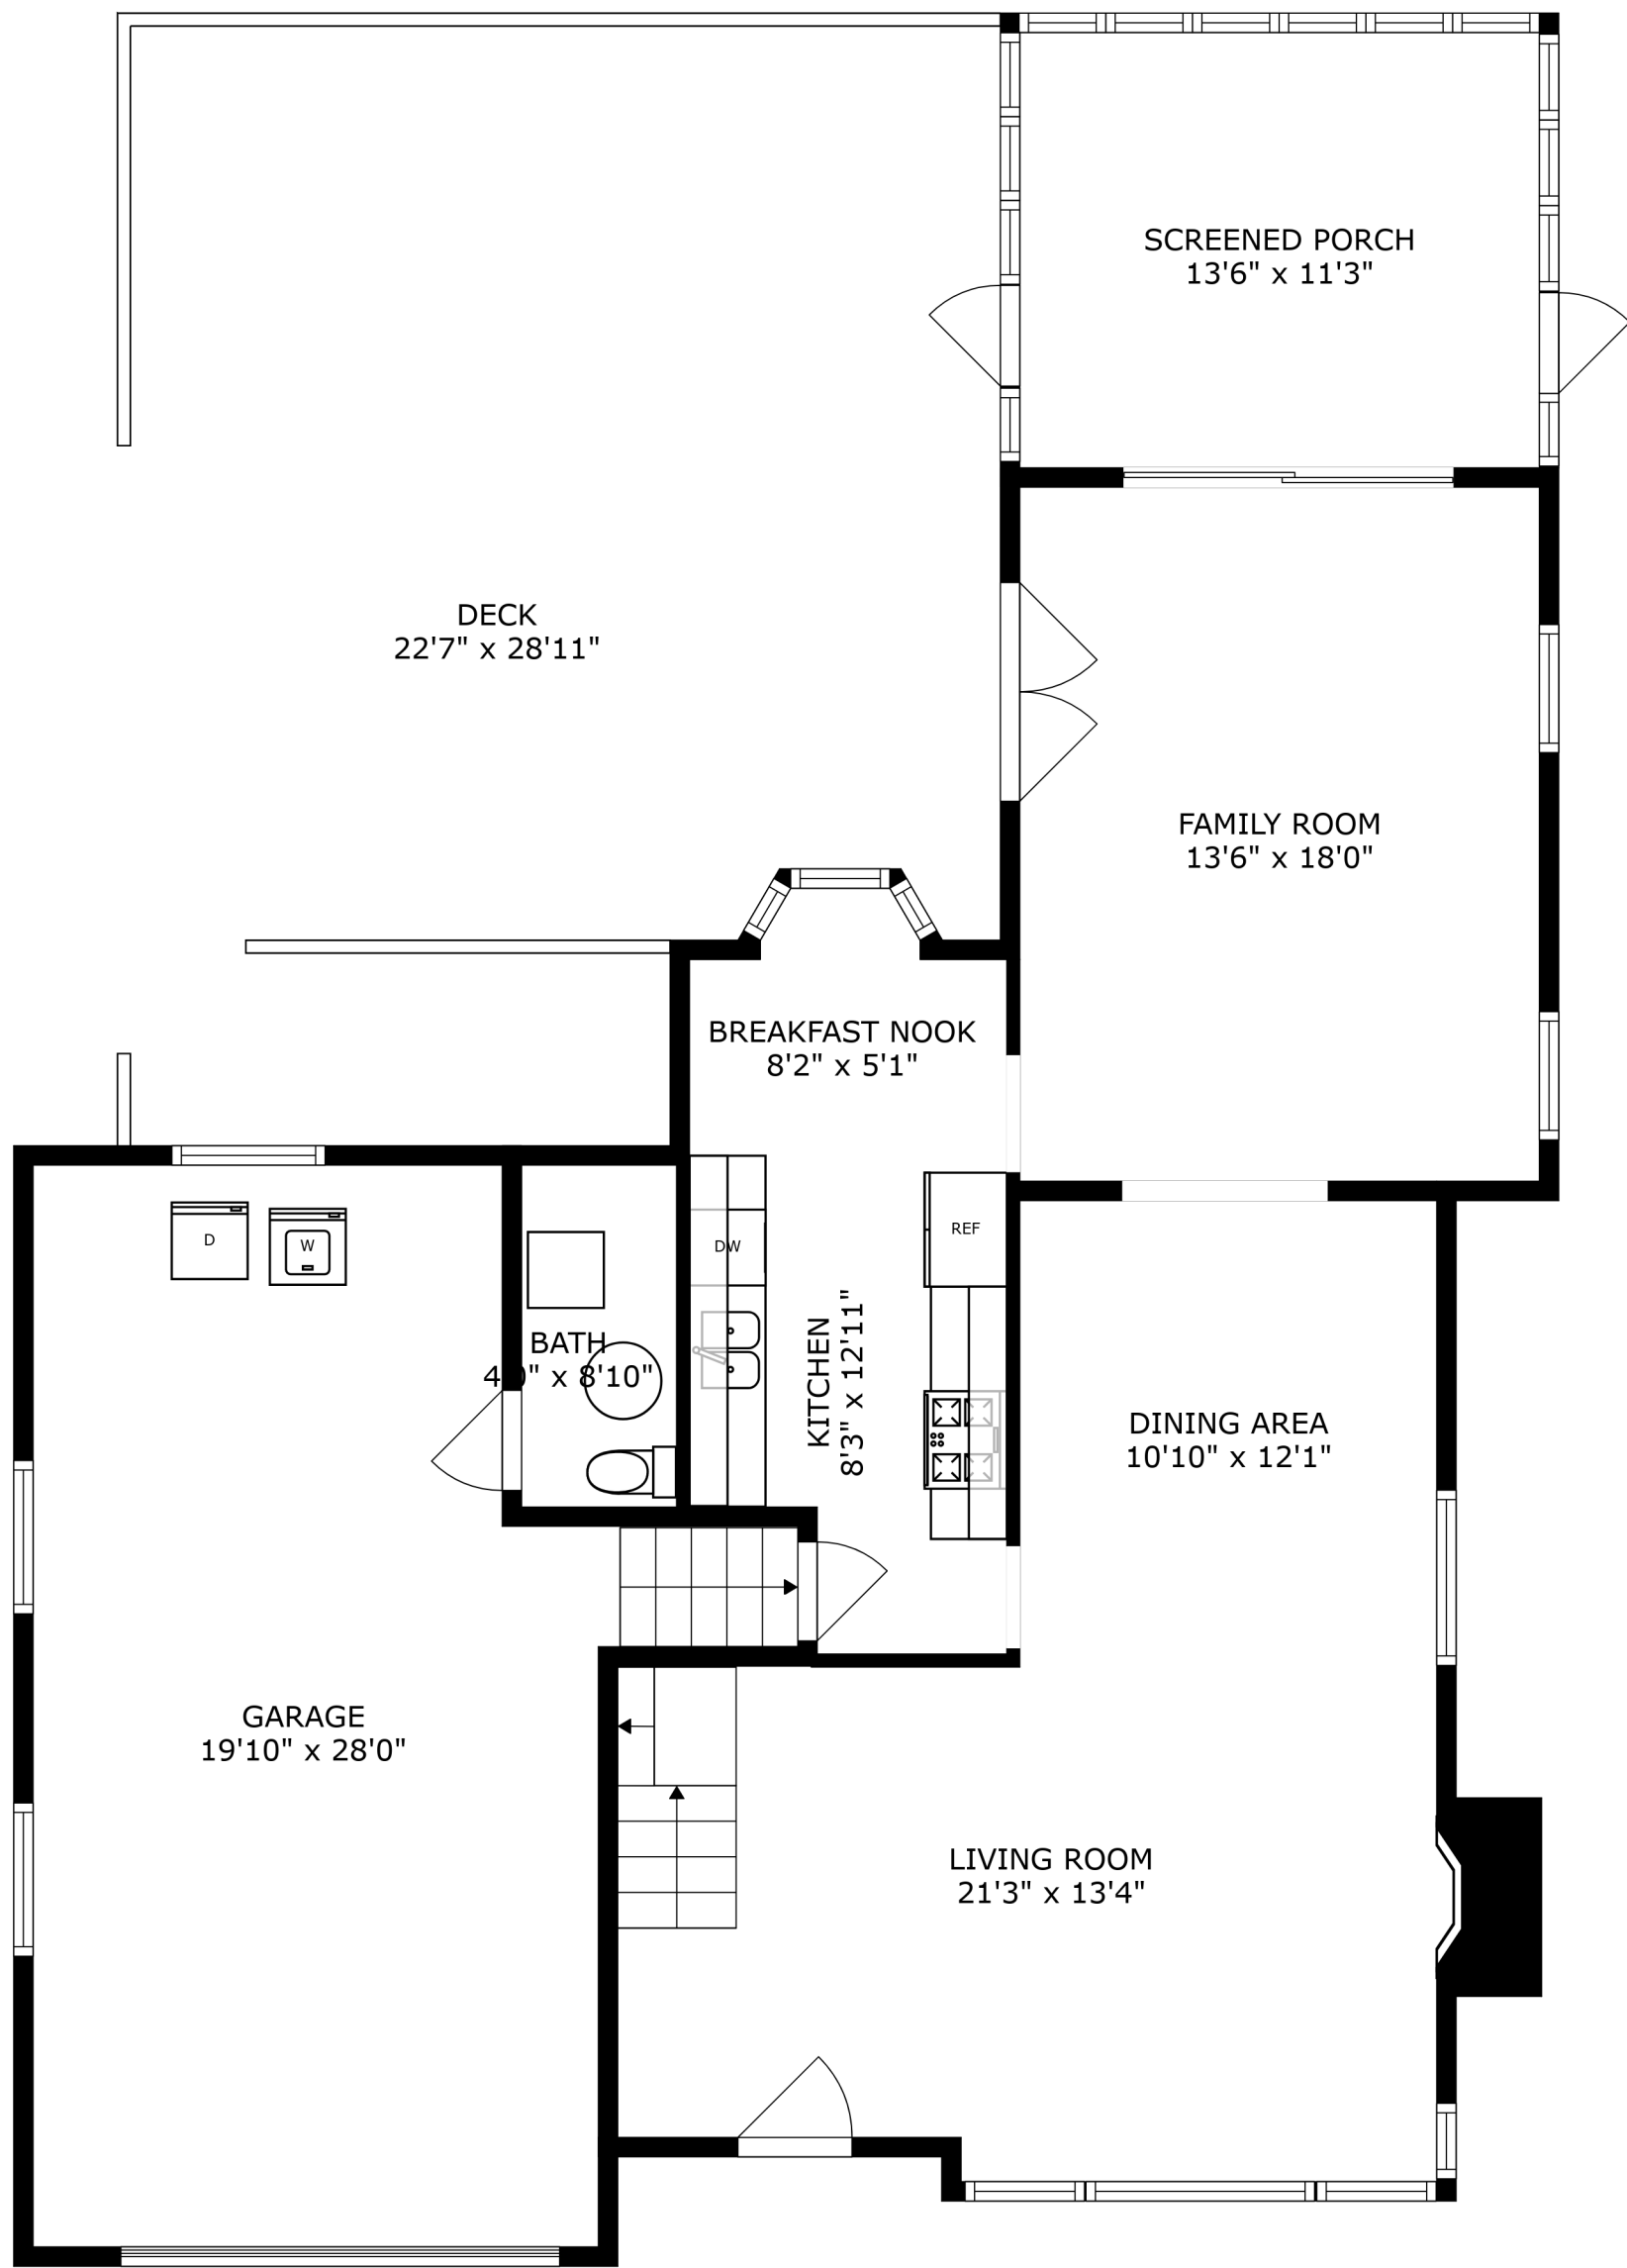 SCREENED PORCH
13'6" x 11'3"
DECK
22'7" x 28'11"
FAMILY ROOM
13'6" x 18'0"
BREAKFAST NOOK
8'2" x 5'1"
D
W
DW
REF
BATH
4'0" x 8'10"
KITCHEN
8'3" x 12'11"
DINING AREA
10'10" x 12'1"
GARAGE
19'10" x 28'0"
LIVING ROOM
21'3" x 13'4"